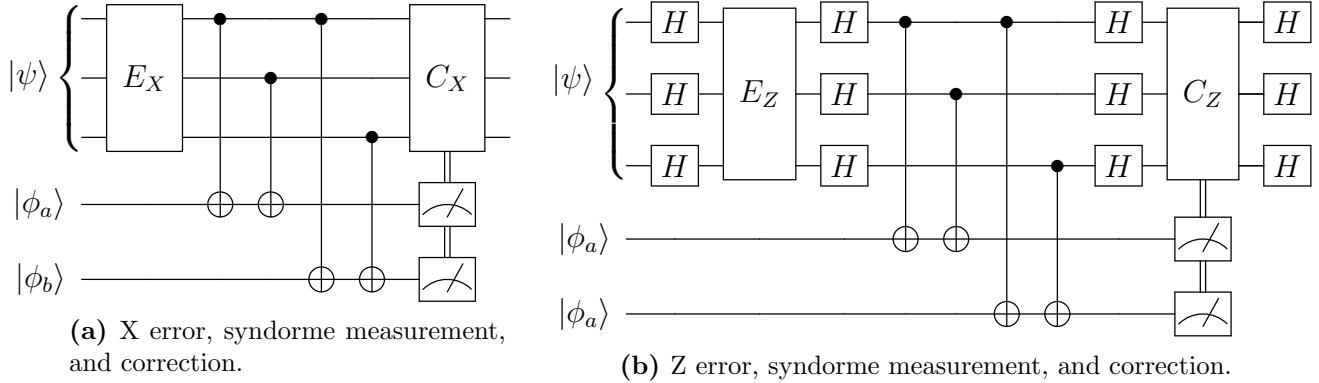 |ψ⟩ E_X C_X
|φ_a⟩
|φ_b⟩
(a) X error, syndorme measurement,
and correction.
H H H H
|ψ⟩ H E_Z H H C_Z H
H H H H
|φ_a⟩
|φ_a⟩
(b) Z error, syndorme measurement, and correction.